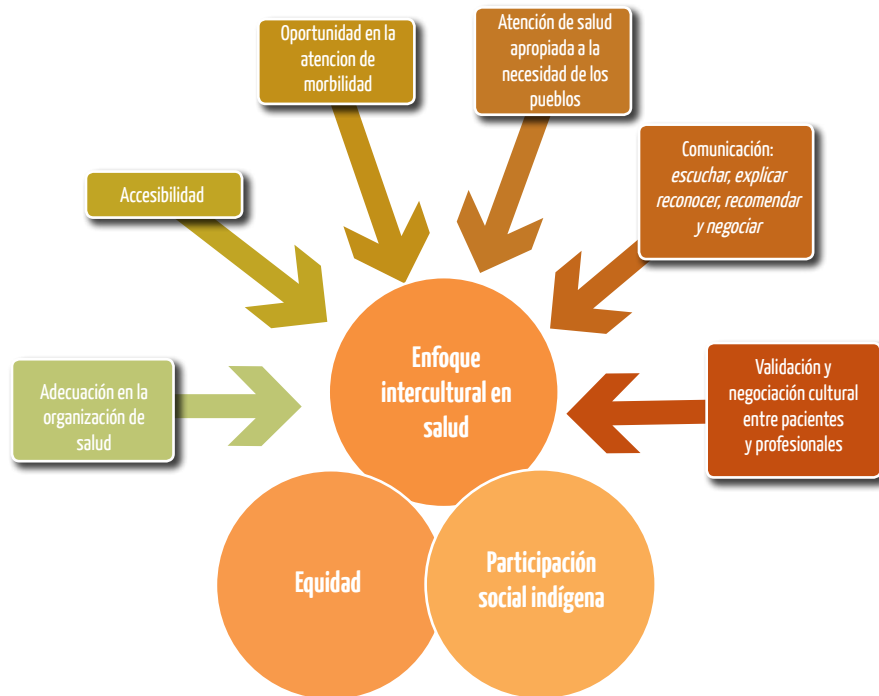 Oportunidad en la
atencion de
morbilidad
Atención de salud
apropiada a la
necesidad de los
pueblos
Accesibilidad
Comunicación:
escuchar, explicar
reconocer, recomendar
y negociar
Adecuación en la
organización de
salud
Enfoque
intercultural en
salud
Validación y
negociación cultural
entre pacientes
y profesionales
Equidad
Participación
social indígena